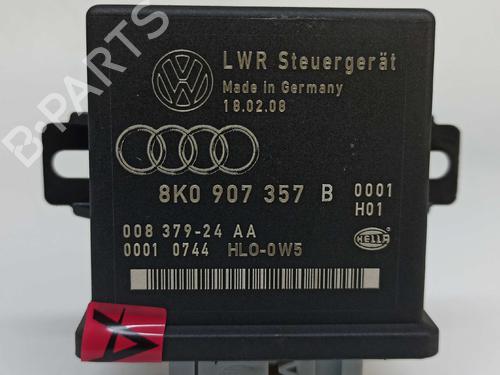 B-PARTS
LWR Steuergerät
Made in Germany
18.02.08
8K0 907 357 B 0001
H01
008 379-24 AA
0001 0744 HLO-0W5
HELLA